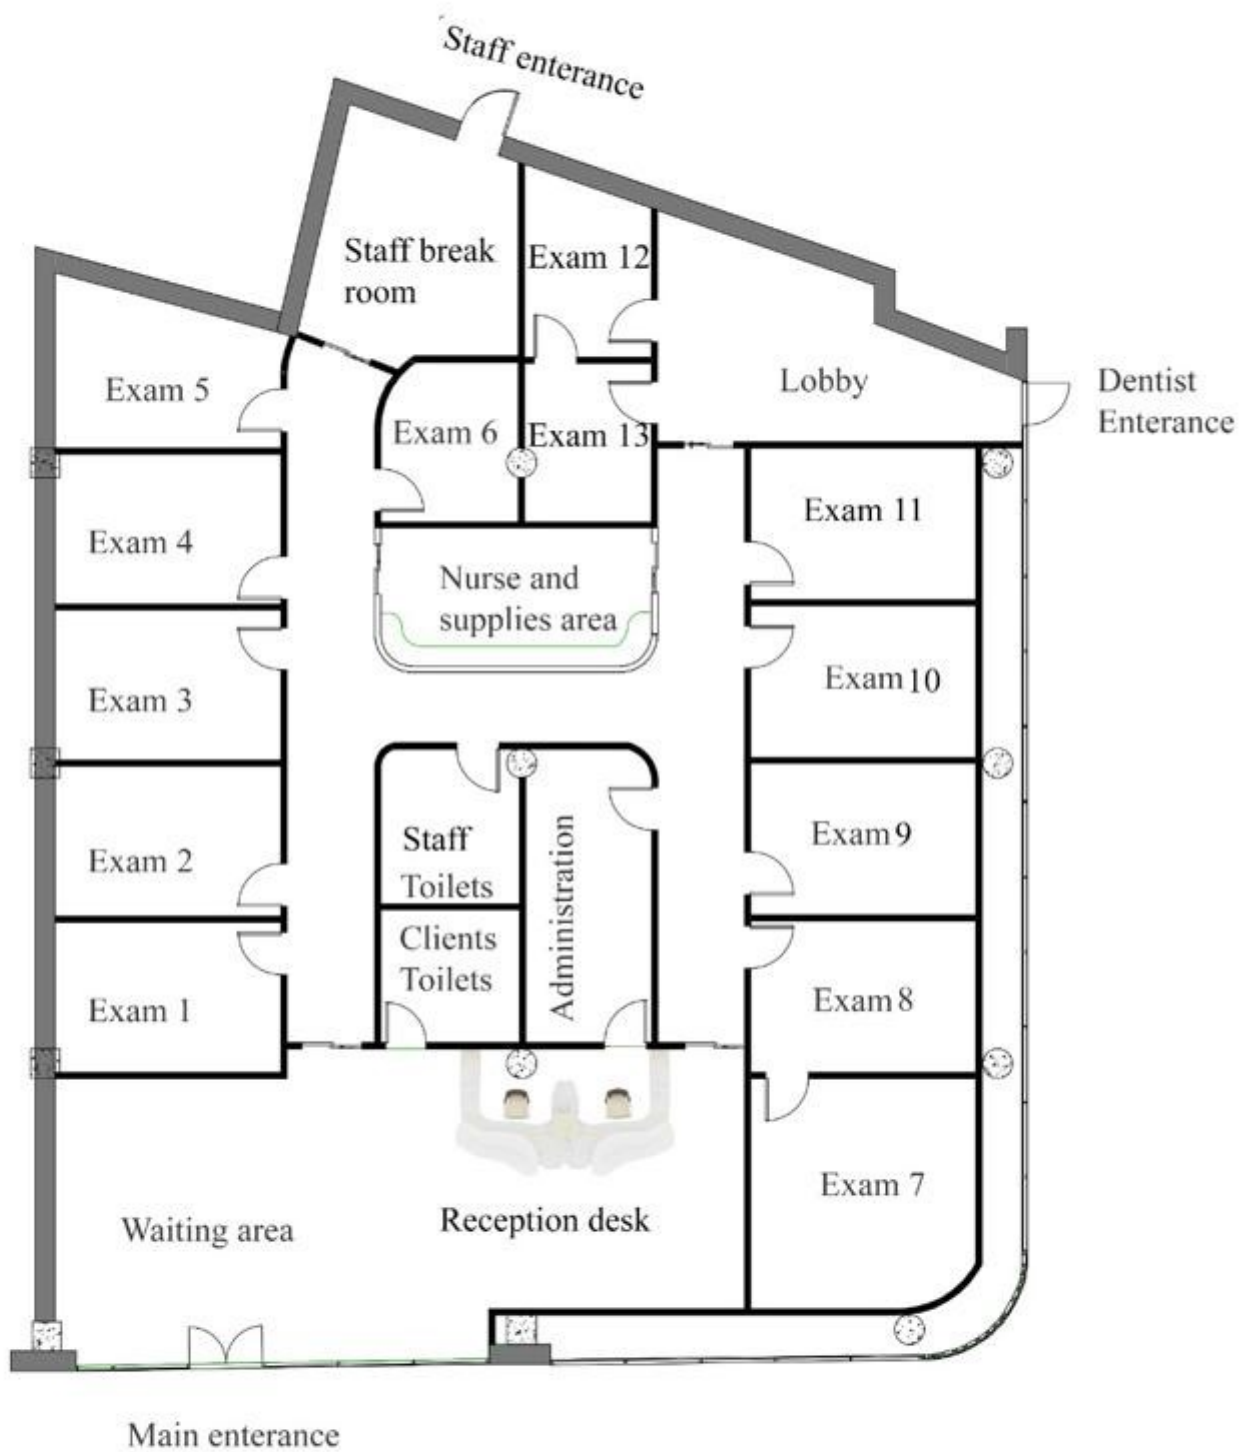 Staff enterance
Staff break
room
Exam 12
Exam 5
Lobby
Dentist
Enterance
Exam 6
Exam 13
Exam 4
Exam 11
Nurse and
supplies area
Exam 3
Exam 10
Exam 2
Staff
Toilets
Administration
Exam 9
Clients
Toilets
Exam 1
Exam 8
Exam 7
Waiting area
Reception desk
Main enterance